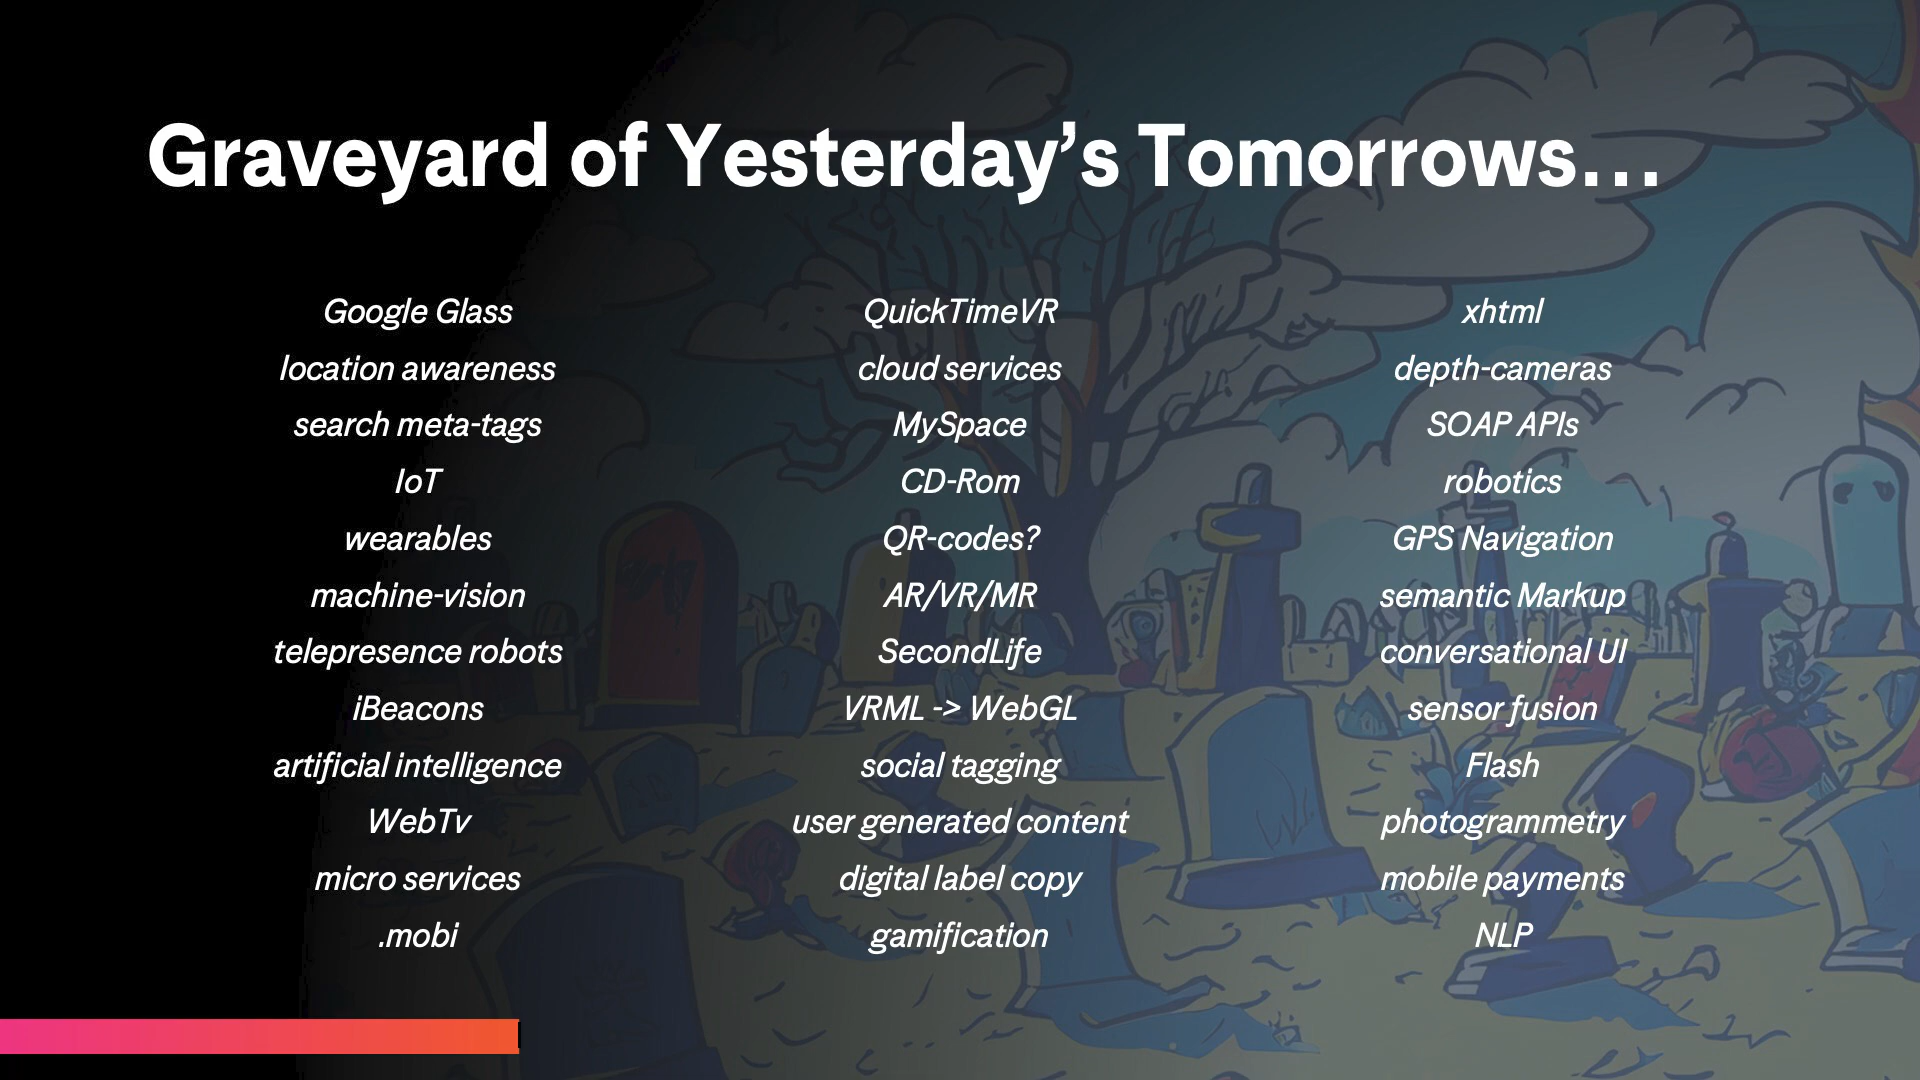 Graveyard of Yesterday’s Tomorrows…
Google Glass
location awareness
search meta-tags
IoT
wearables
machine-vision
telepresence robots
iBeacons
artificial intelligence
WebTv
micro services
.mobi
QuickTimeVR
cloud services
MySpace
CD-Rom
QR-codes?
AR/VR/MR
SecondLife
VRML -> WebGL
social tagging
user generated content
digital label copy
gamification
xhtml
depth-cameras
SOAP APIs
robotics
GPS Navigation
semantic Markup
conversational UI
sensor fusion
Flash
photogrammetry
mobile payments
NLP